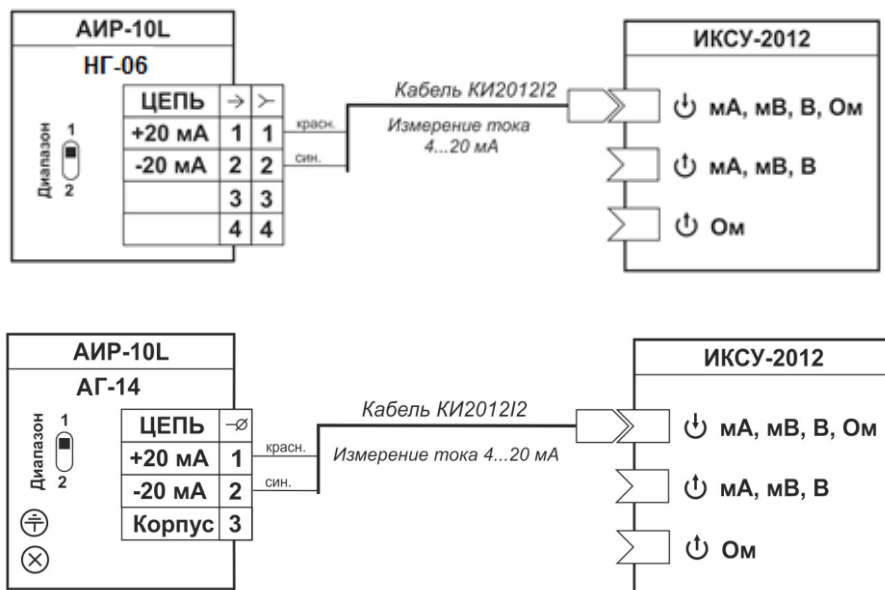 АИР-10L
НГ-06
Диапазон
1
2
ЦЕПЬ
+20 мА 1 1
-20 мА 2 2
3 3
4 4
красн.
син.
Кабель КИ2012I2
Измерение тока
4...20 мА
ИКСУ-2012
мА, мВ, В, Ом
мА, мВ, В
Ом
АИР-10L
АГ-14
Диапазон
1
2
ЦЕПЬ
+20 мА 1
-20 мА 2
Корпус 3
красн.
син.
Кабель КИ2012I2
Измерение тока 4...20 мА
ИКСУ-2012
мА, мВ, В, Ом
мА, мВ, В
Ом